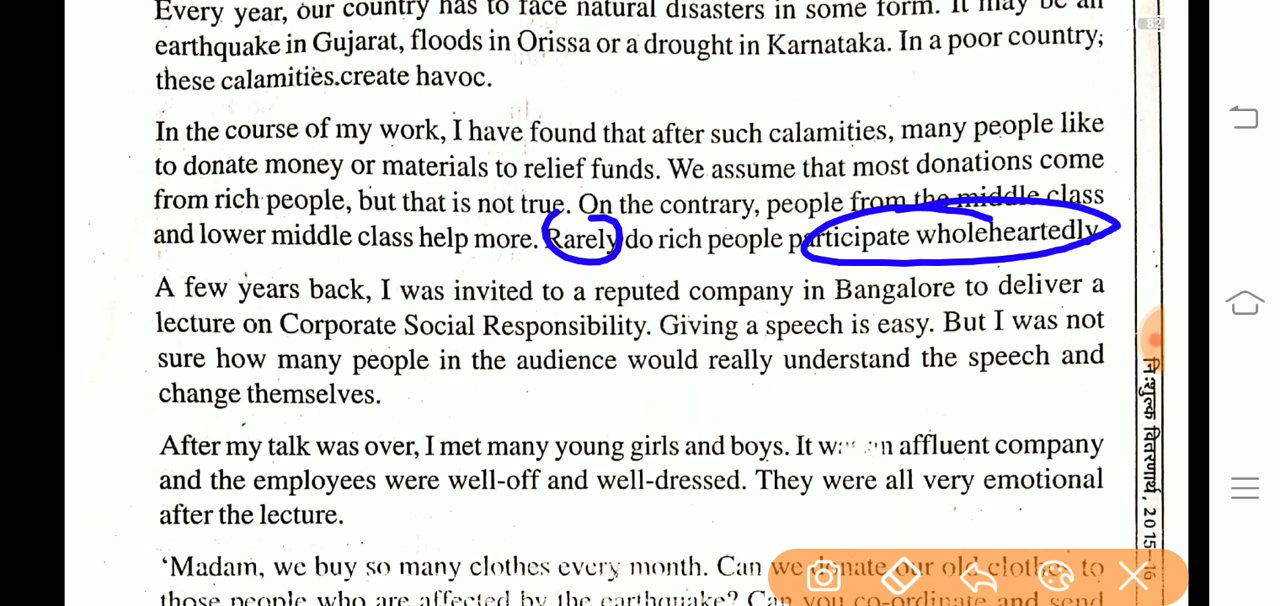 Every year, our country has to face natural disasters in some form. It may be an
earthquake in Gujarat, floods in Orissa or a drought in Karnataka. In a poor country,
these calamities.create havoc.
In the course of my work, I have found that after such calamities, many people like
to donate money or materials to relief funds. We assume that most donations come
from rich people, but that is not true. On the contrary, people from the middle class
and lower middle class help more. Rarely do rich people participate wholeheartedly.
A few years back, I was invited to a reputed company in Bangalore to deliver a
lecture on Corporate Social Responsibility. Giving a speech is easy. But I was not
sure how many people in the audience would really understand the speech and
change themselves.
After my talk was over, I met many young girls and boys. It was an affluent company
and the employees were well-off and well-dressed. They were all very emotional
after the lecture.
‘Madam, we buy so many clothes every month. Can we donate our old clothes to
those people who are affected by the earthquake? Can you co-ordinate and send
82
नि:शुल्क वितरणार्थ, 2015-16